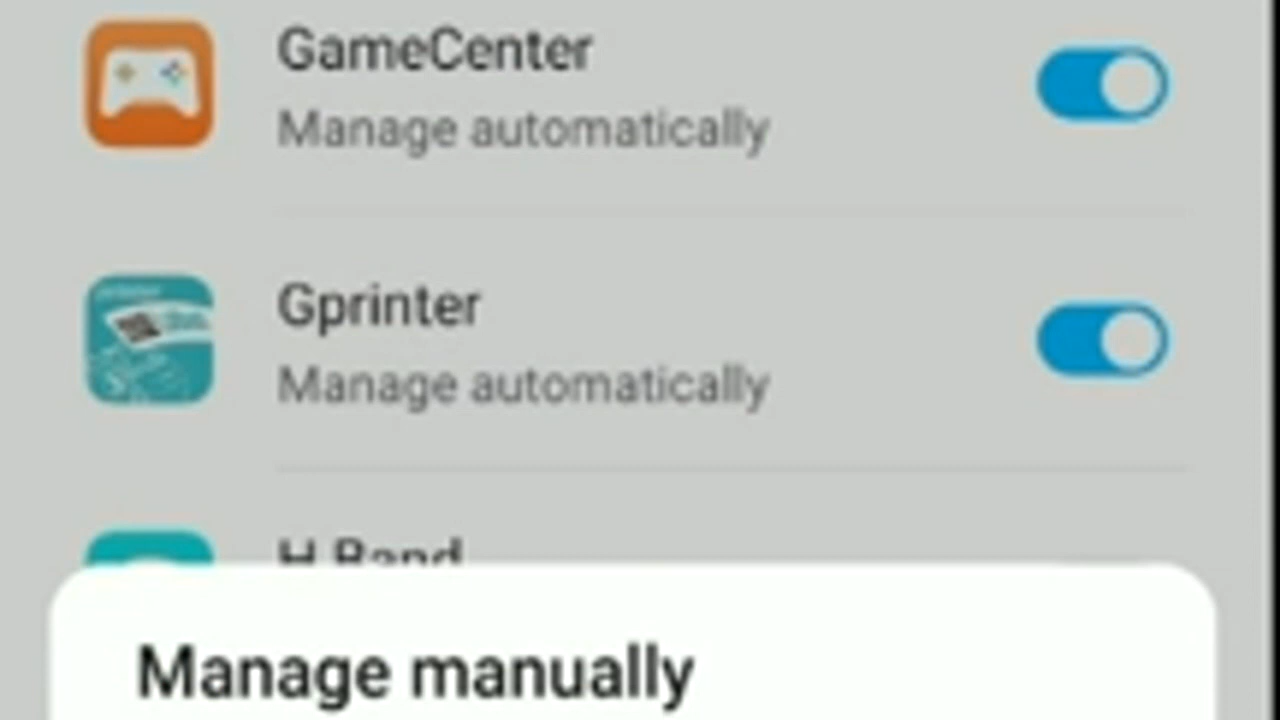 GameCenter
Manage automatically
Gprinter
Manage automatically
H Band
Manage manually